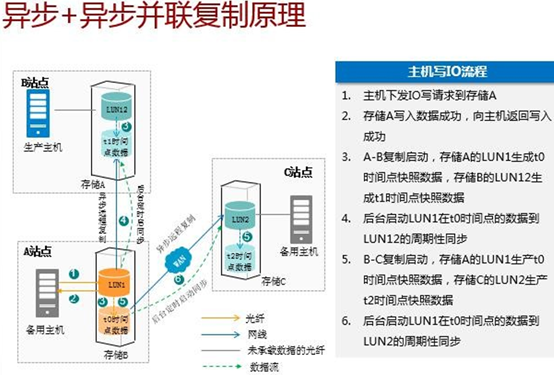 异步+异步并联复制原理
B站点
LUN12
t1时间
点数据
生产主机
存储A
A站点
LUN1
t0时间
点数据
备用主机
存储B
异步远程复制
后台定时启动同步
WAN
C站点
LUN2
t2时间
点数据
备用主机
存储C
光纤
网线
未承载数据的光纤
数据流
主机写IO流程
1. 主机下发IO写请求到存储A
2. 存储A写入数据成功，向主机返回写入
成功
3. A-B复制启动，存储A的LUN1生成t0
时间点快照数据，存储B的LUN12生
成t1时间点快照数据
4. 后台启动LUN1在t0时间点的数据到
LUN12的周期性同步
5. B-C复制启动，存储A的LUN1生产t0
时间点快照数据，存储C的LUN2生产
t2时间点快照数据
6. 后台启动LUN1在t0时间点的数据到
LUN2的周期性同步